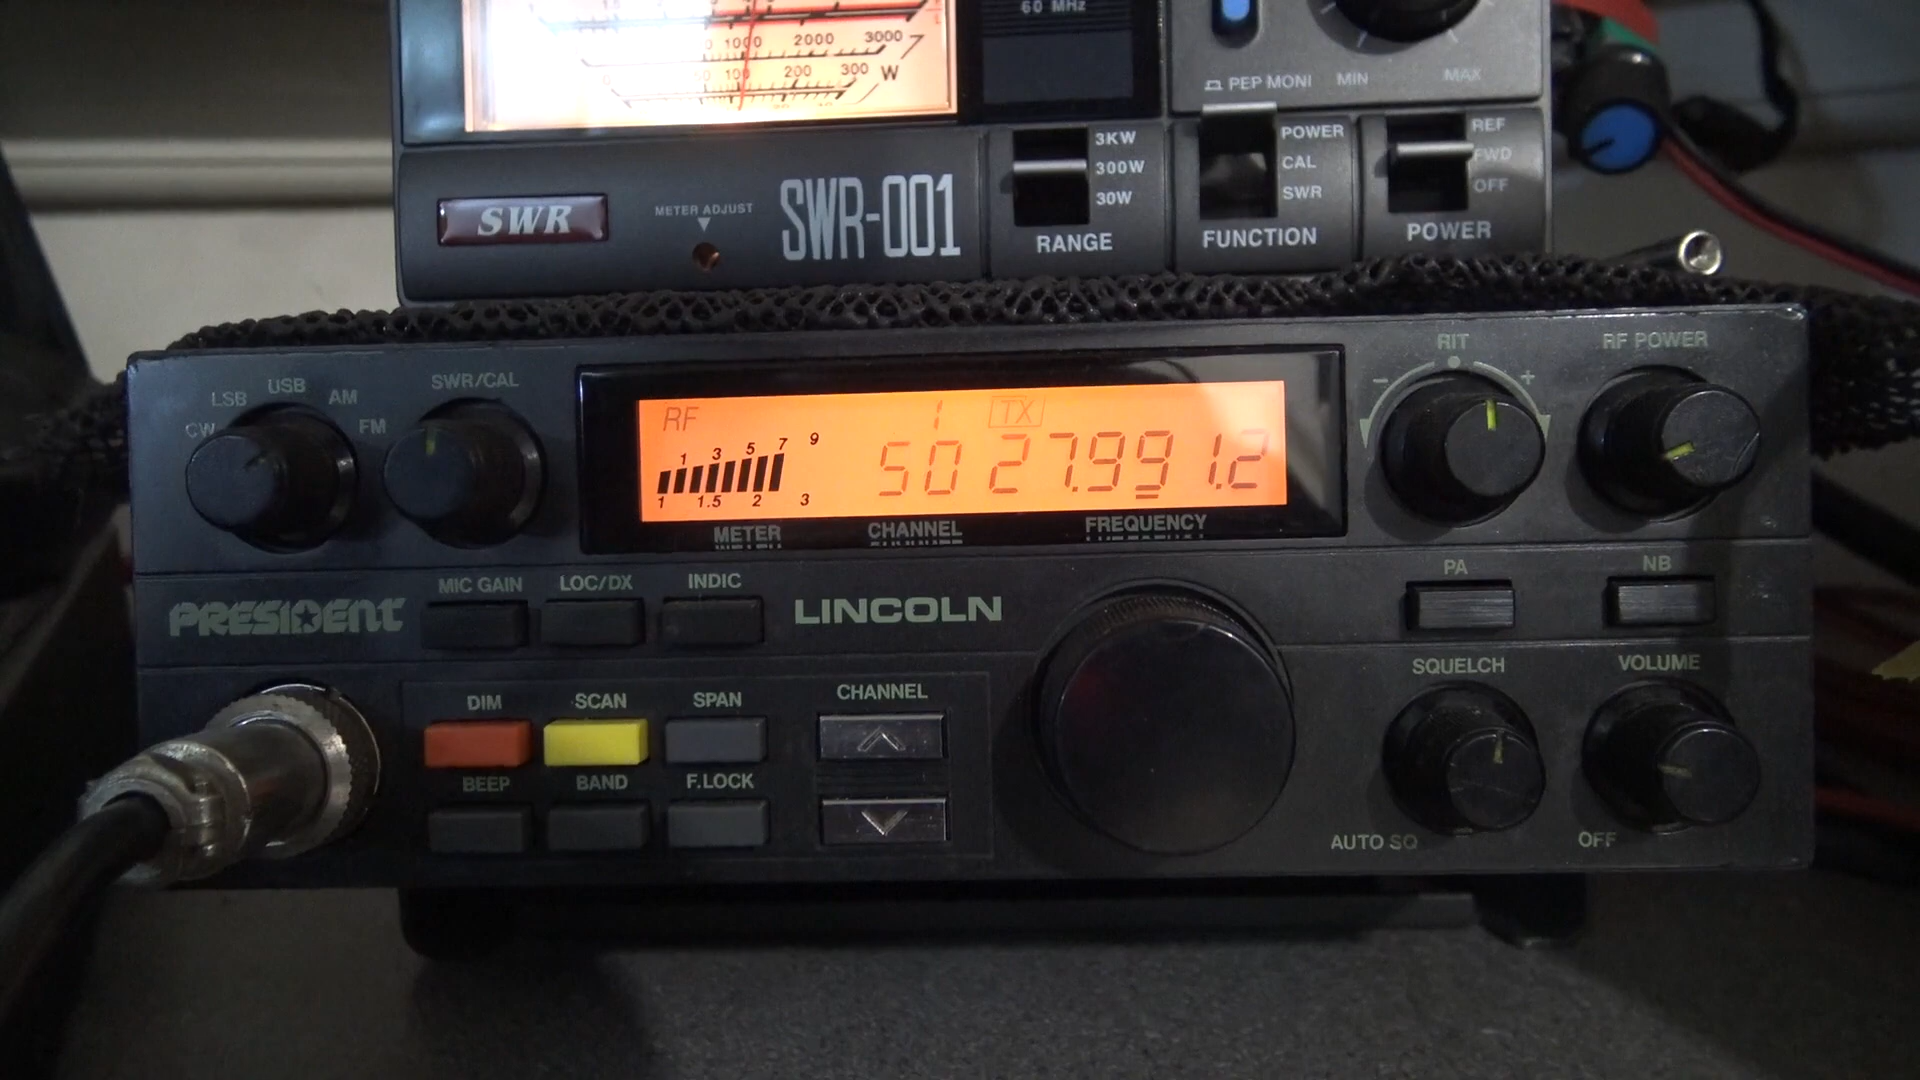 60 MHz
1000 2000 3000
50 100 200 300 W
PEP MONI MIN MAX
3KW
300W
30W
RANGE
POWER
CAL
SWR
FUNCTION
REF
FWD
OFF
POWER
SWR
METER ADJUST
SWR-001
CW LSB USB AM FM
SWR/CAL
RF 1 TX
1 3 5 7 9
1 1.5 2 3
50 27.991.2
METER CHANNEL FREQUENCY
RIT
- +
RF POWER
PRESIDENT
MIC GAIN LOC/DX INDIC
LINCOLN
PA NB
DIM SCAN SPAN
BEEP BAND F.LOCK
CHANNEL
SQUELCH VOLUME
AUTO SQ OFF